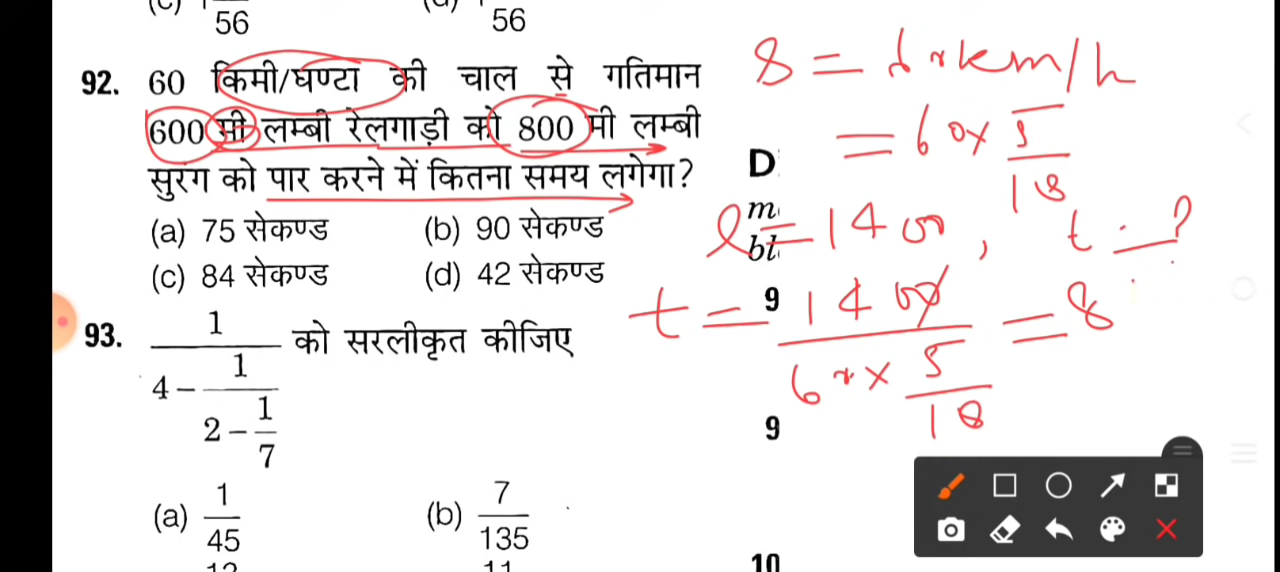 56
56
92. 60 किमी/घण्टा की चाल से गतिमान
600 मी लम्बी रेलगाड़ी को 800 मी लम्बी
सुरंग को पार करने में कितना समय लगेगा?
(a) 75 सेकण्ड (b) 90 सेकण्ड
(c) 84 सेकण्ड (d) 42 सेकण्ड
93. 1/(4 - 1/(2 - 1/7)) को सरलीकृत कीजिए
(a) 1/45 (b) 7/135
= 60 × 5/18
D
l = 1400, t = ?
t = 1400/(60 × 5/18) = 8
9
9
10